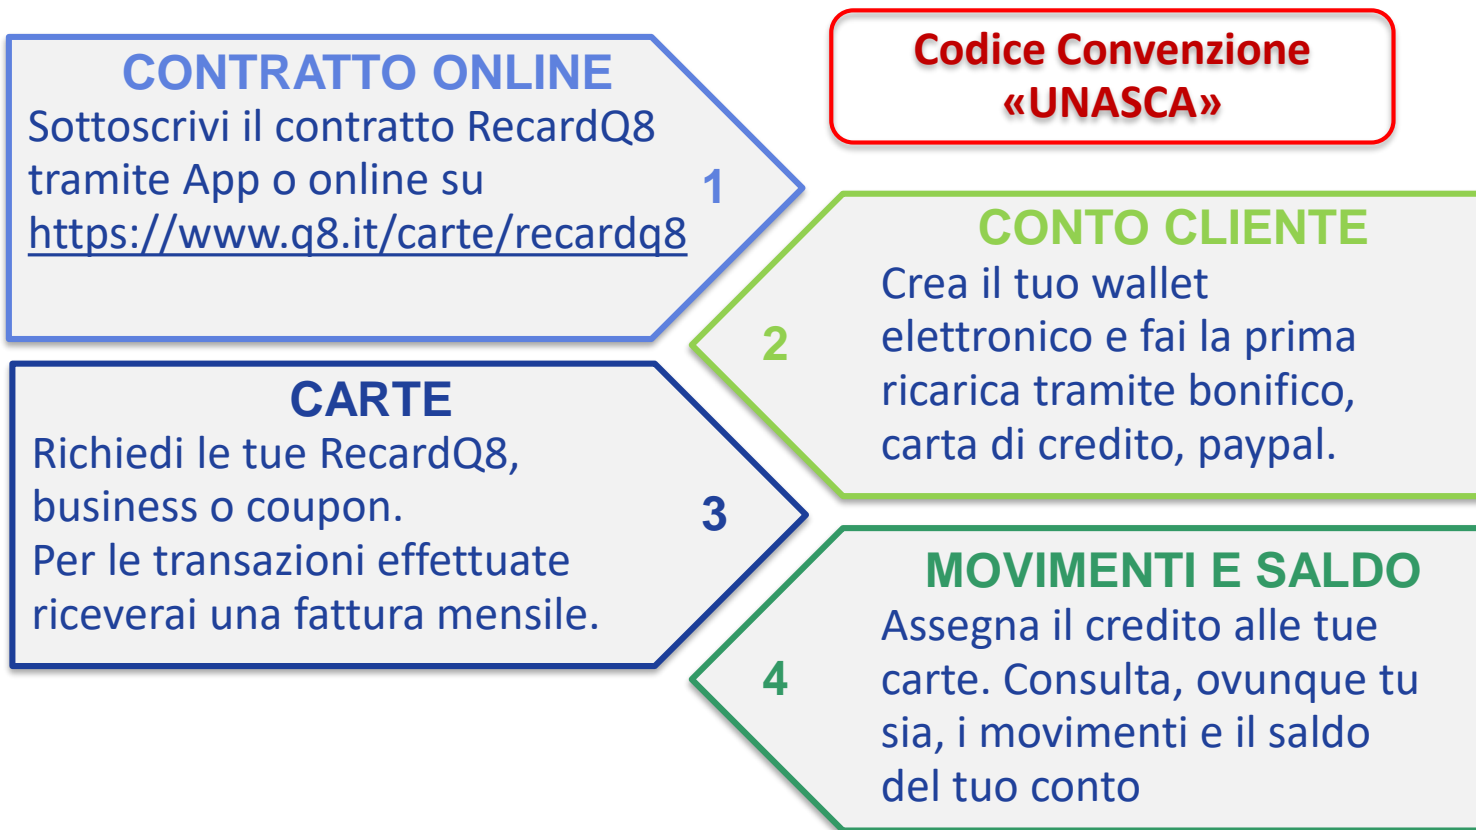 CONTRATTO ONLINE
Sottoscrivi il contratto RecardQ8
tramite App o online su
https://www.q8.it/carte/recardq8
1
Codice Convenzione
«UNASCA»
CONTO CLIENTE
Crea il tuo wallet
elettronico e fai la prima
ricarica tramite bonifico,
carta di credito, paypal.
2
CARTE
Richiedi le tue RecardQ8,
business o coupon.
Per le transazioni effettuate
riceverai una fattura mensile.
3
MOVIMENTI E SALDO
Assegna il credito alle tue
carte. Consulta, ovunque tu
sia, i movimenti e il saldo
del tuo conto
4